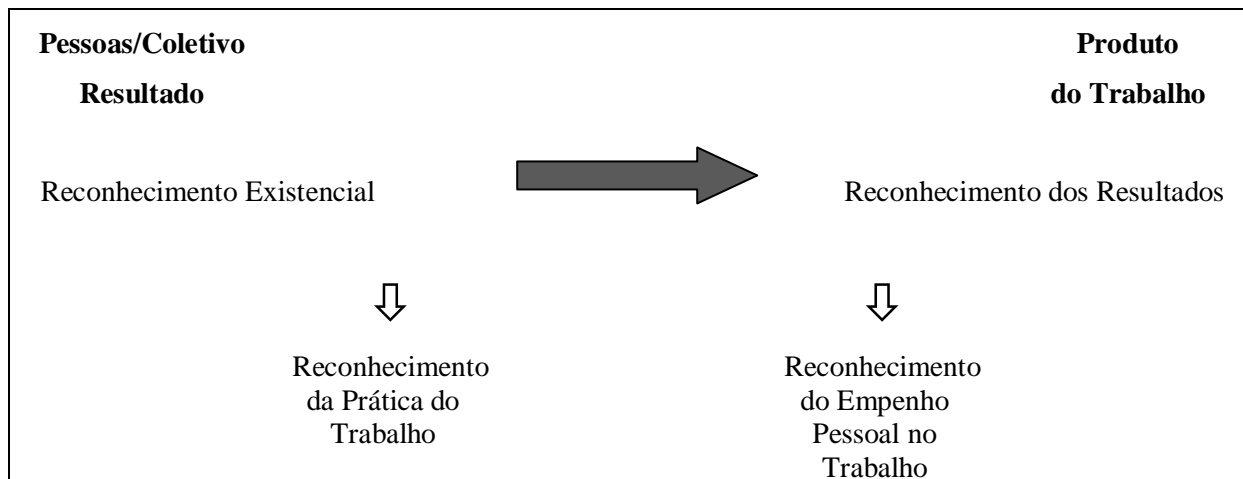 Pessoas/Coletivo
Resultado
Produto
do Trabalho
Reconhecimento Existencial
Reconhecimento dos Resultados
Reconhecimento
da Prática do
Trabalho
Reconhecimento
do Empenho
Pessoal no
Trabalho